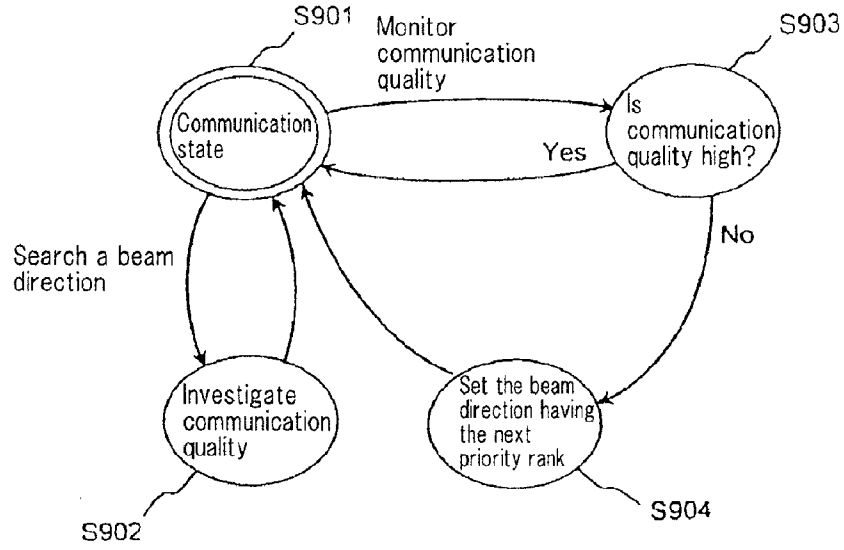 S901
Monitor
communication
quality
S903
Communication
state
Is
communication
quality high?
Yes
No
Search a beam
direction
Investigate
communication
quality
Set the beam
direction having
the next
priority rank
S902
S904